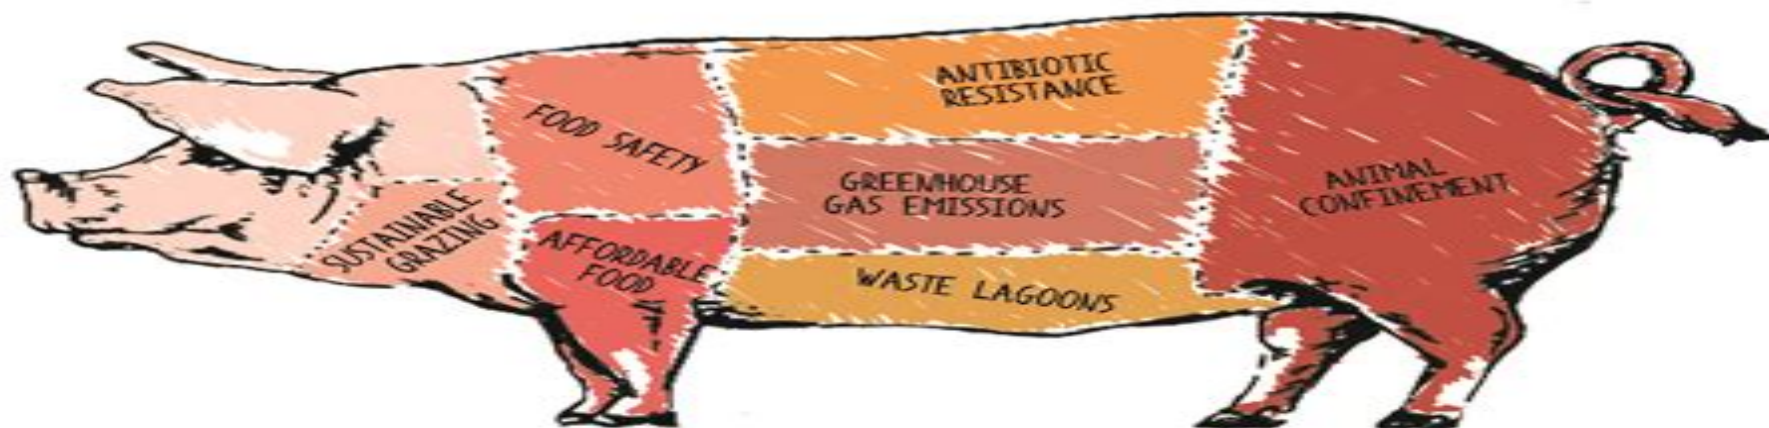 SUSTAINABLE
GRAZING
FOOD SAFETY
AFFORDABLE
FOOD
ANTIBIOTIC
RESISTANCE
GREENHOUSE
GAS EMISSIONS
WASTE LAGOONS
ANIMAL
CONFINEMENT